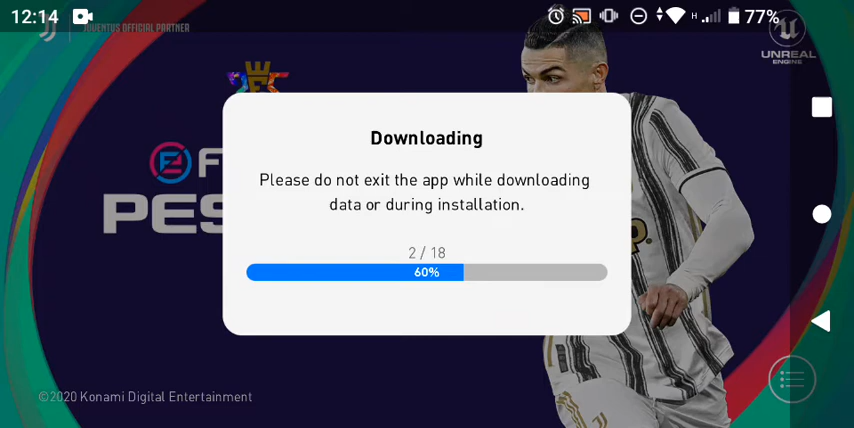 12:14
H
77%
JUVENTUS OFFICIAL PARTNER
UNREAL
ENGINE
PES
Downloading
Please do not exit the app while downloading
data or during installation.
2 / 18
60%
©2020 Konami Digital Entertainment